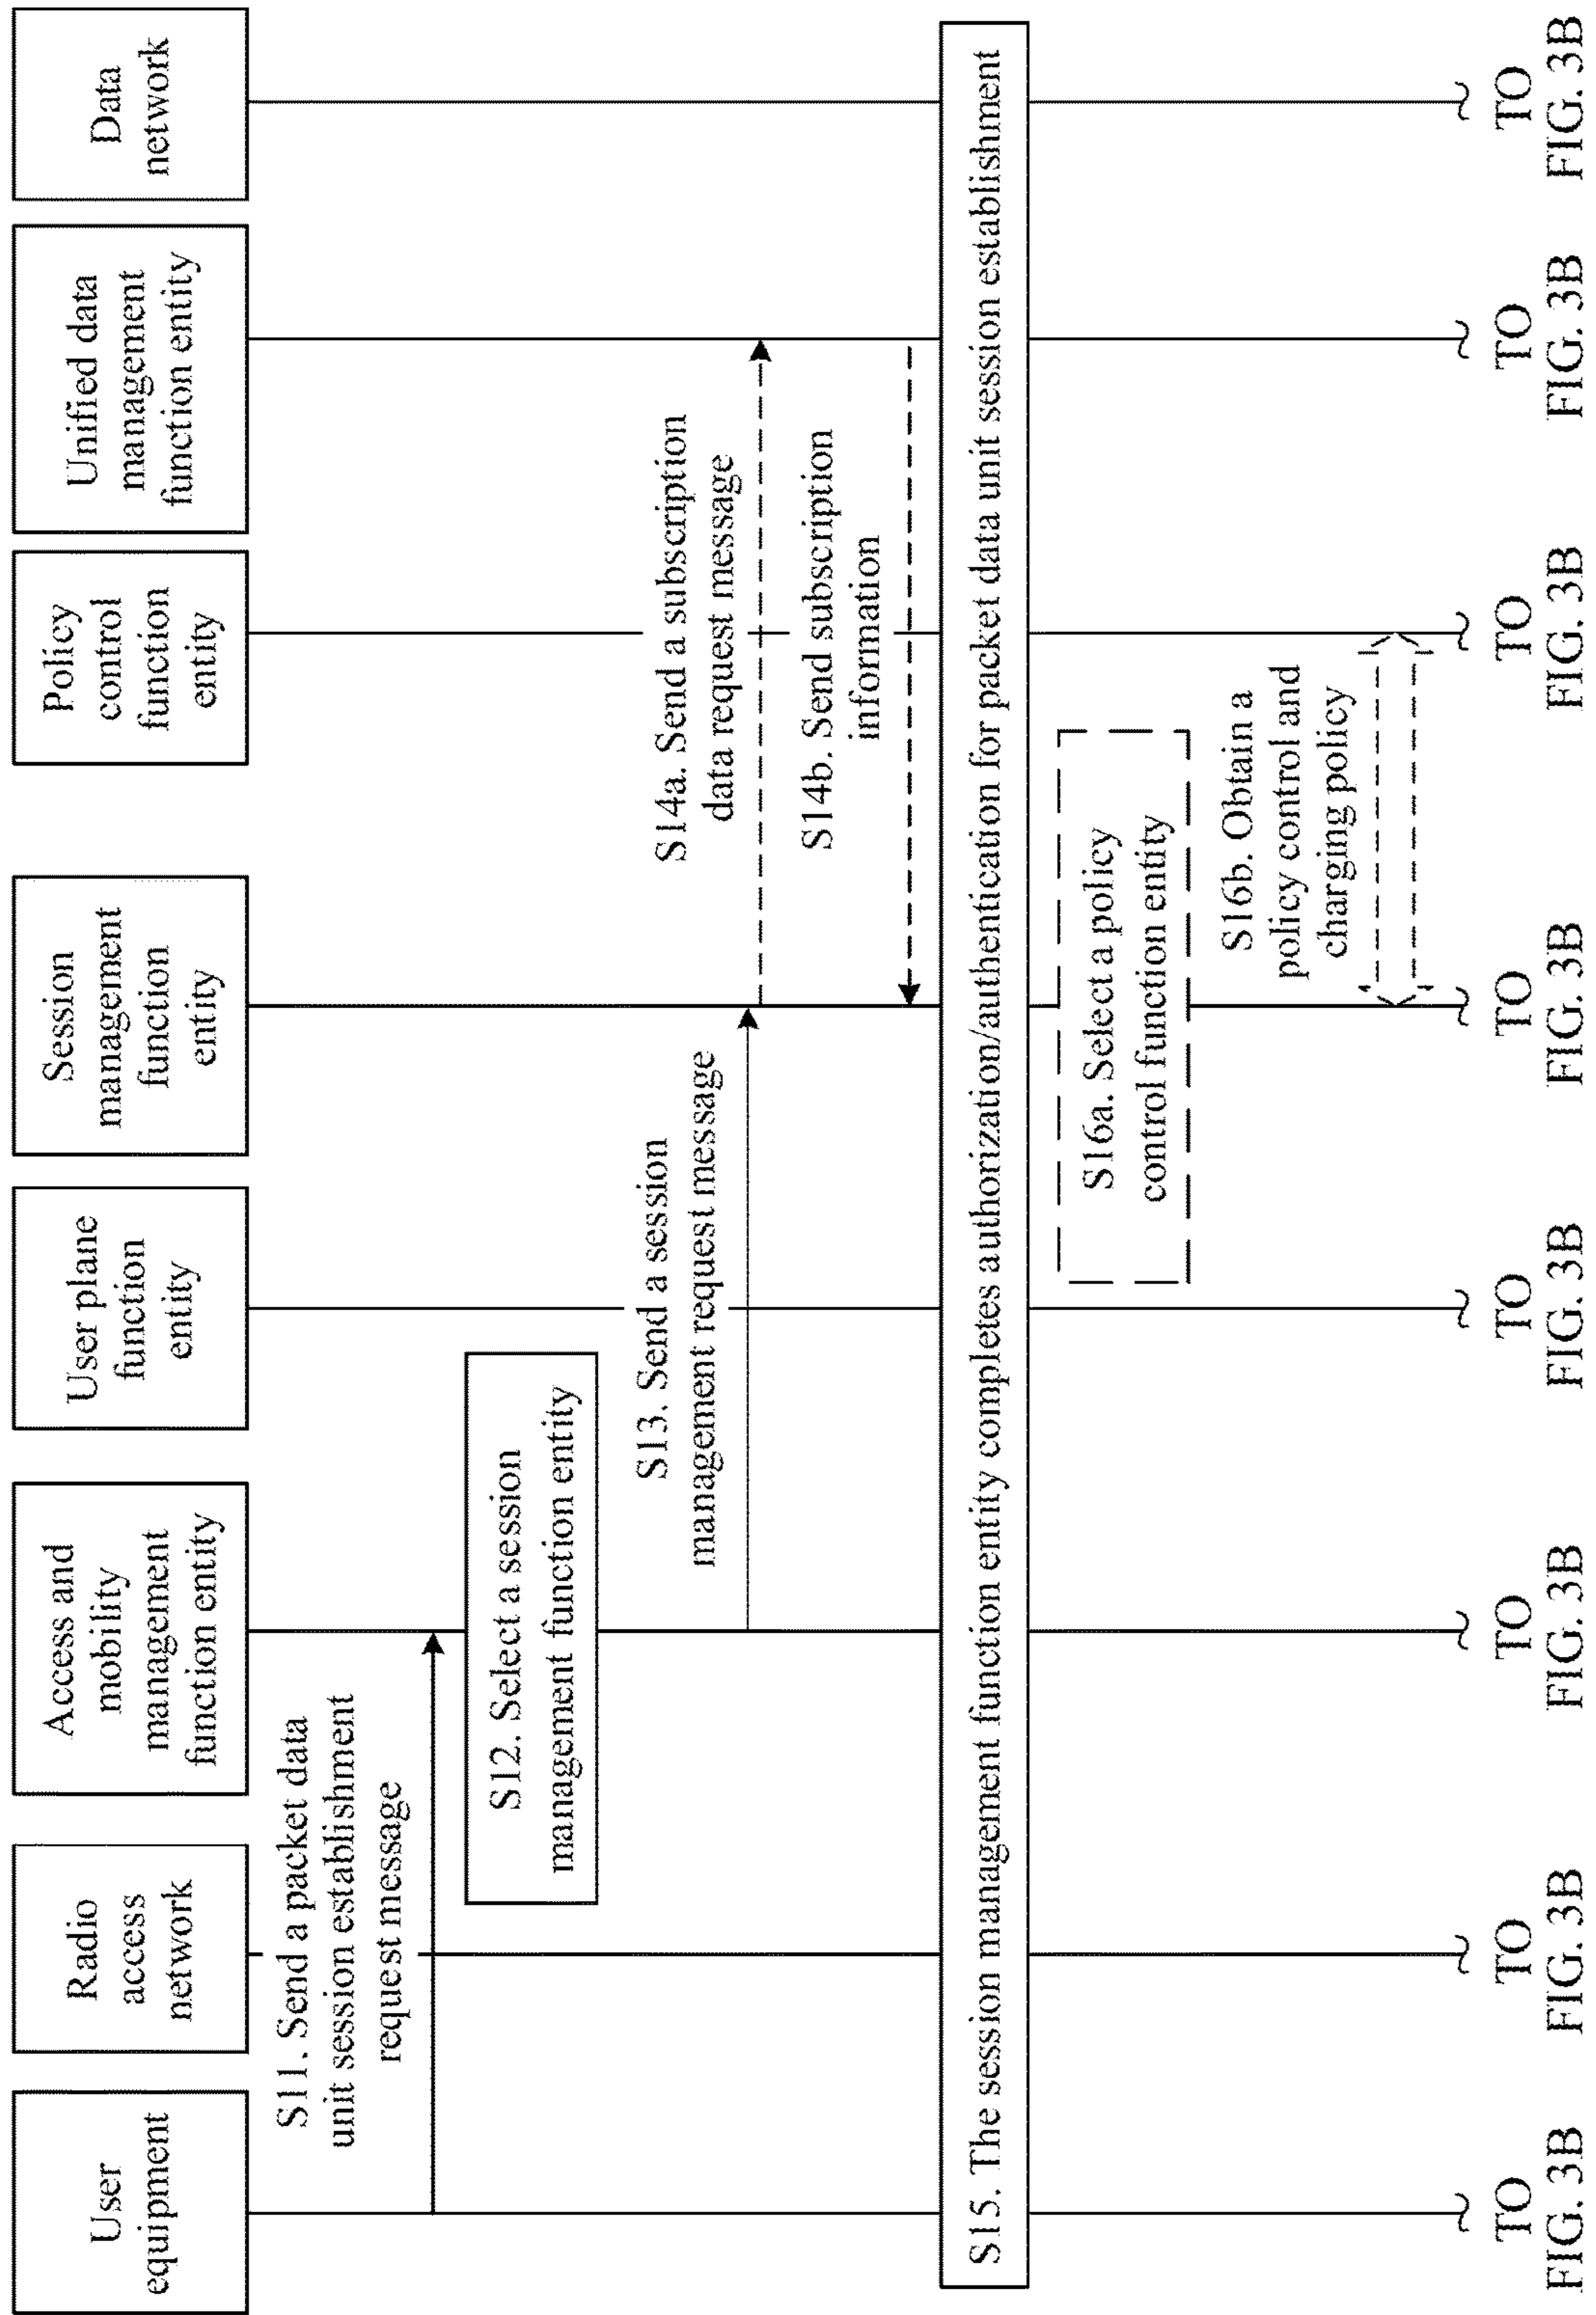 User
equipment
Radio
access
network
Access and
mobility
management
function entity
User plane
function
entity
Session
management
function
entity
Policy
control
function
entity
Unified data
management
function entity
Data
network
S11. Send a packet data
unit session establishment
request message
S12. Select a session
management function entity
S13. Send a session
management request message
S14a. Send a subscription
data request message
S14b. Send subscription
information
S15. The session management function entity completes authorization/authentication for packet data unit session establishment
S16a. Select a policy
control function entity
S16b. Obtain a
policy control and
charging policy
TO
FIG. 3B
TO
FIG. 3B
TO
FIG. 3B
TO
FIG. 3B
TO
FIG. 3B
TO
FIG. 3B
TO
FIG. 3B
TO
FIG. 3B